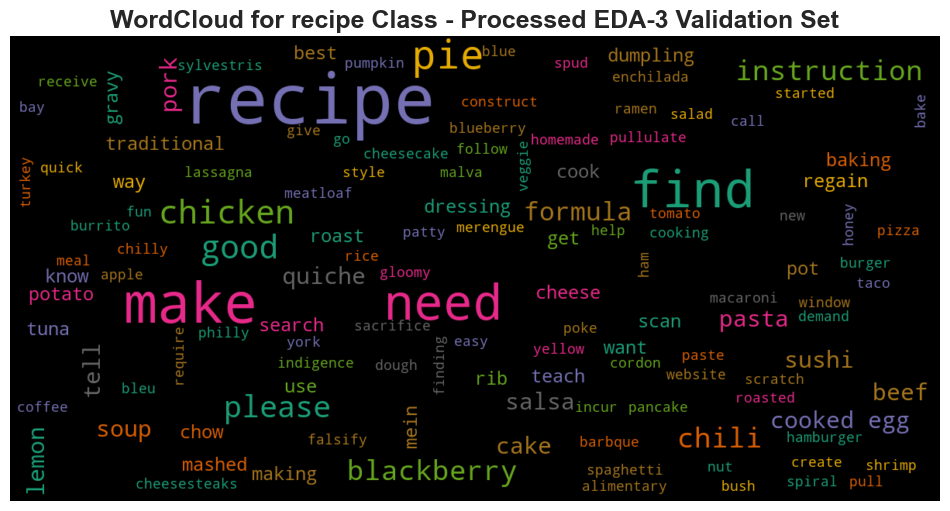 WordCloud for recipe Class - Processed EDA-3 Validation Set
best pie blue dumpling
receive pork sylvestris pumpkin spud enchilada instruction
bay gravy recipe construct ramen salad started call bake
traditional give go blueberry homemade pullulate
turkey quick way lassagna cheesecake follow style malva veggie cook baking regain
burrito fun chicken meatloaf dressing formula find tomato new honey pizza
chilly good roast patty merengue get help cooking
meal know apple quiche rice gloomy ham pot burger taco
potato make need cheese macaroni window
tuna philly search sacrifice poke scan pasta demand
tell require york indigence dough finding easy yellow want cordon paste website sushi
bleu use rib teach scratch beef
coffee please salsa incur pancake roasted cooked egg
lemon soup chow falsify mein cake barbque chili hamburger
mashed making blackberry spaghetti nut create shrimp
cheesesteaks alimentary bush spiral pull